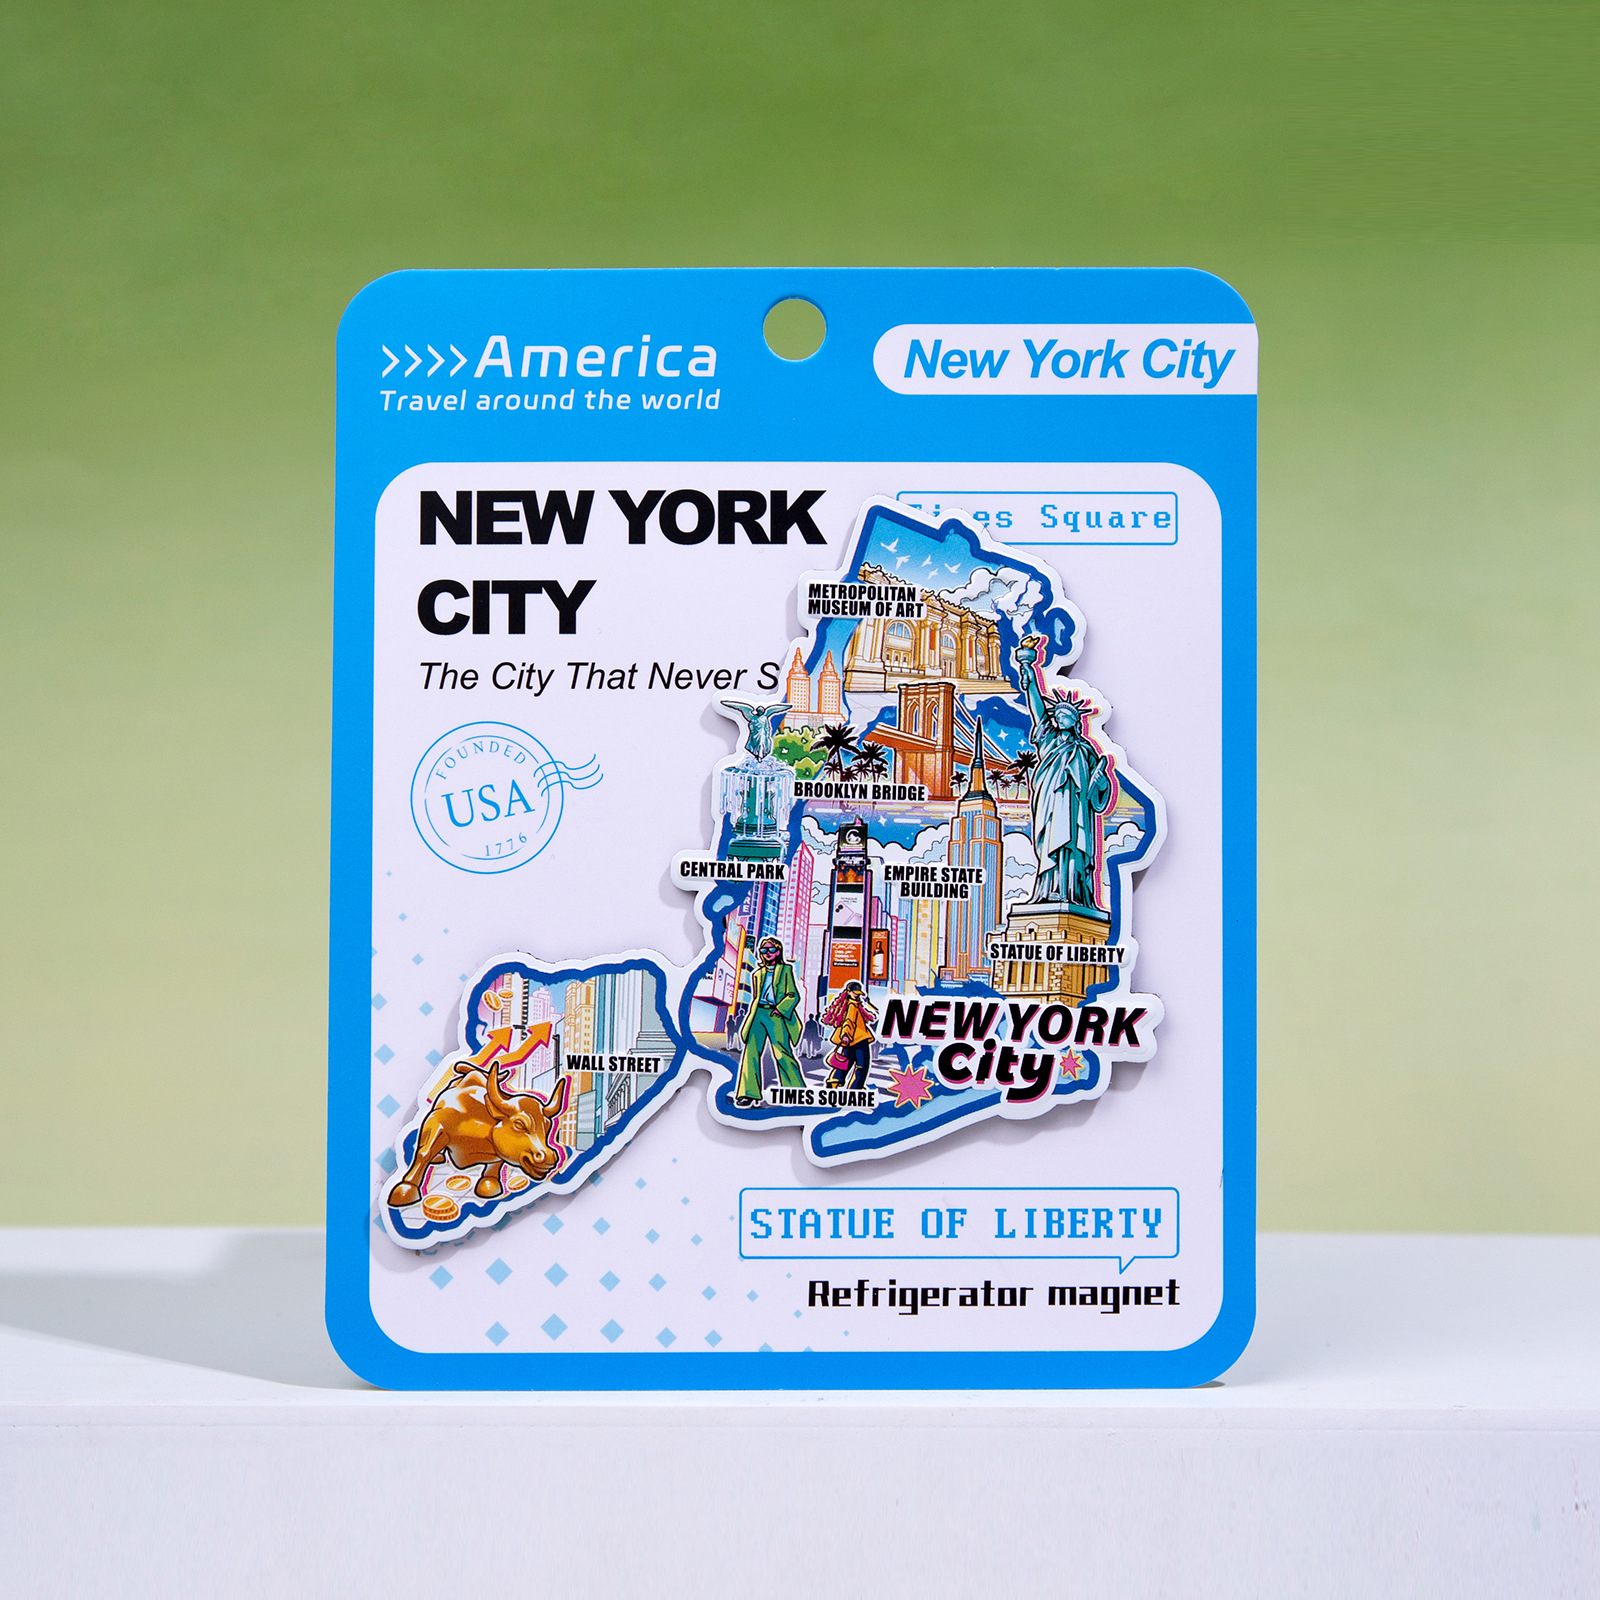 >>>>America
Travel around the world
New York City
NEW YORK
CITY
The City That Never S
es Square
FOUNDED
USA
1776
METROPOLITAN
MUSEUM OF ART
BROOKLYN BRIDGE
CENTRAL PARK
EMPIRE STATE
BUILDING
STATUE OF LIBERTY
NEW YORK
City
WALL STREET
TIMES SQUARE
STATUE OF LIBERTY
Refrigerator magnet